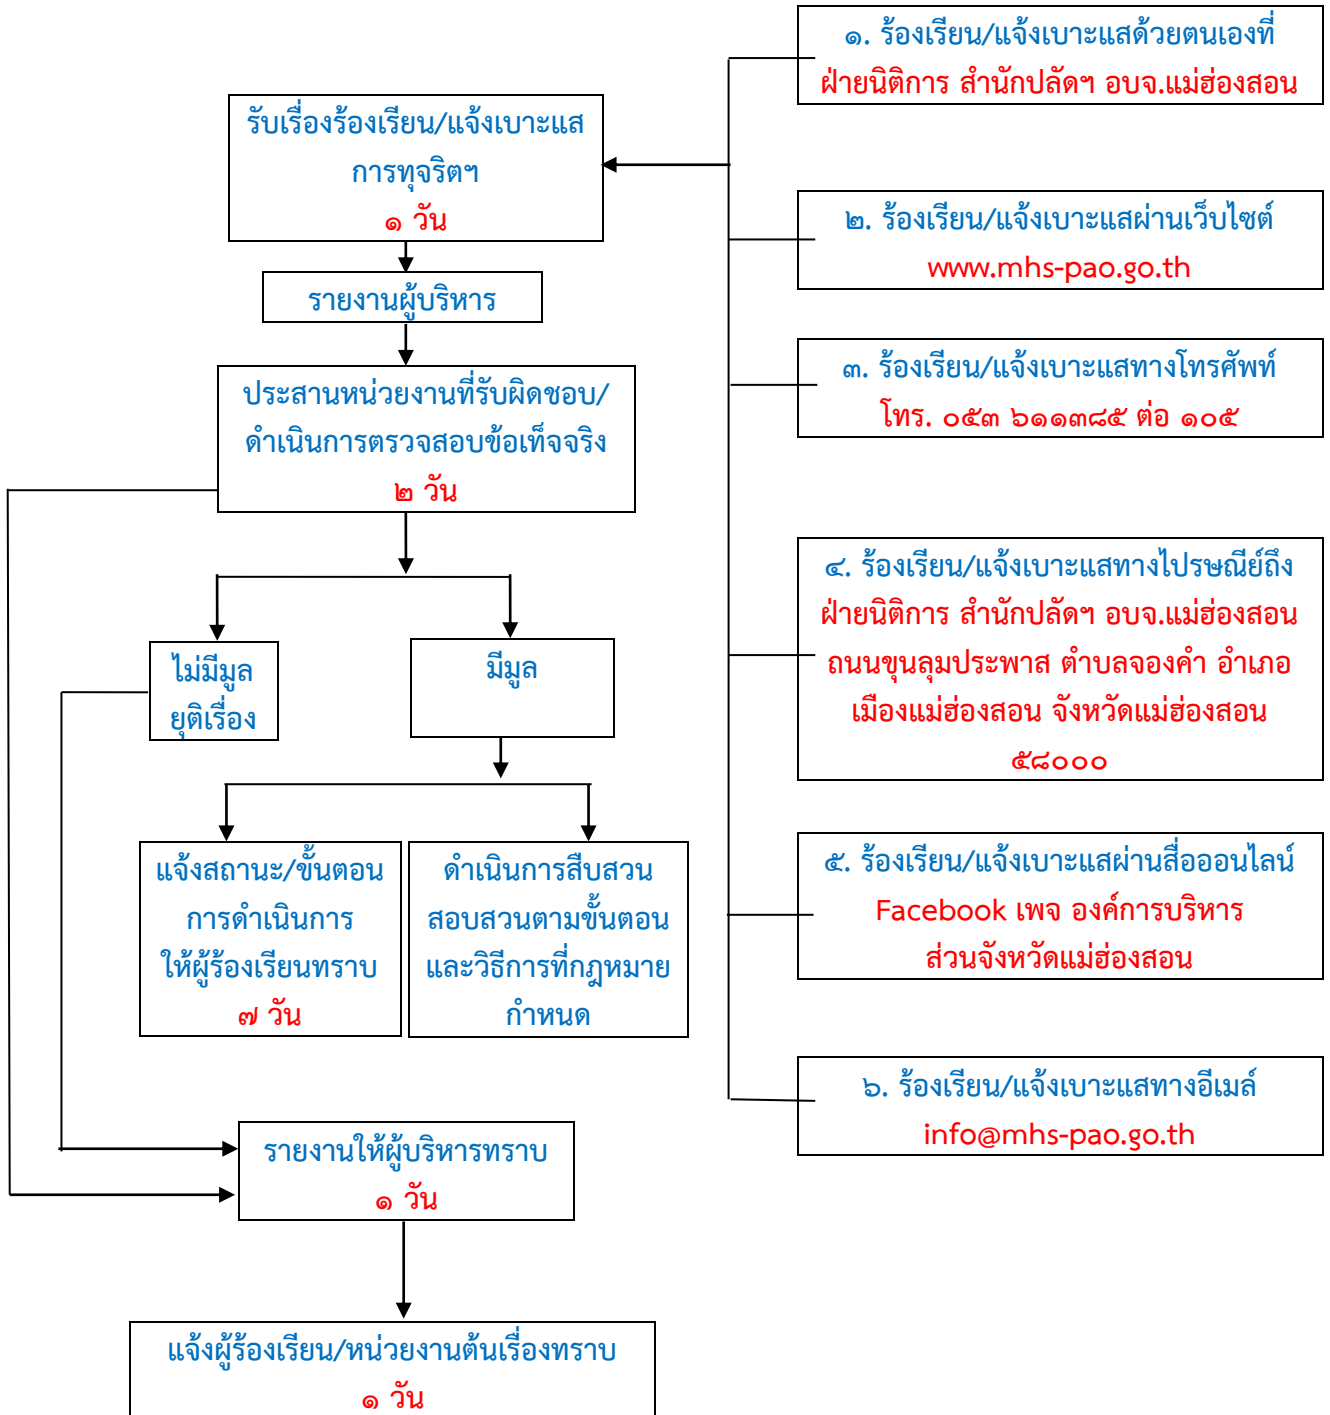 ๑. ร้องเรียน/แจ้งเบาะแสด้วยตนเองที่
ฝ่ายนิติการ สำนักปลัดฯ อบจ.แม่ฮ่องสอน
รับเรื่องร้องเรียน/แจ้งเบาะแส
การทุจริตฯ
๑ วัน
๒. ร้องเรียน/แจ้งเบาะแสผ่านเว็บไซต์
www.mhs-pao.go.th
รายงานผู้บริหาร
๓. ร้องเรียน/แจ้งเบาะแสทางโทรศัพท์
โทร. ๐๕๓ ๖๑๑๓๘๕ ต่อ ๑๐๕
ประสานหน่วยงานที่รับผิดชอบ/
ดำเนินการตรวจสอบข้อเท็จจริง
๒ วัน
๔. ร้องเรียน/แจ้งเบาะแสทางไปรษณีย์ถึง
ฝ่ายนิติการ สำนักปลัดฯ อบจ.แม่ฮ่องสอน
ถนนขุนลุมประพาส ตำบลจองคำ อำเภอ
เมืองแม่ฮ่องสอน จังหวัดแม่ฮ่องสอน
๕๘๐๐๐
ไม่มีมูล
ยุติเรื่อง
มีมูล
แจ้งสถานะ/ขั้นตอน
การดำเนินการ
ให้ผู้ร้องเรียนทราบ
๗ วัน
ดำเนินการสืบสวน
สอบสวนตามขั้นตอน
และวิธีการที่กฎหมาย
กำหนด
๕. ร้องเรียน/แจ้งเบาะแสผ่านสื่อออนไลน์
Facebook เพจ องค์การบริหาร
ส่วนจังหวัดแม่ฮ่องสอน
๖. ร้องเรียน/แจ้งเบาะแสทางอีเมล์
info@mhs-pao.go.th
รายงานให้ผู้บริหารทราบ
๑ วัน
แจ้งผู้ร้องเรียน/หน่วยงานต้นเรื่องทราบ
๑ วัน